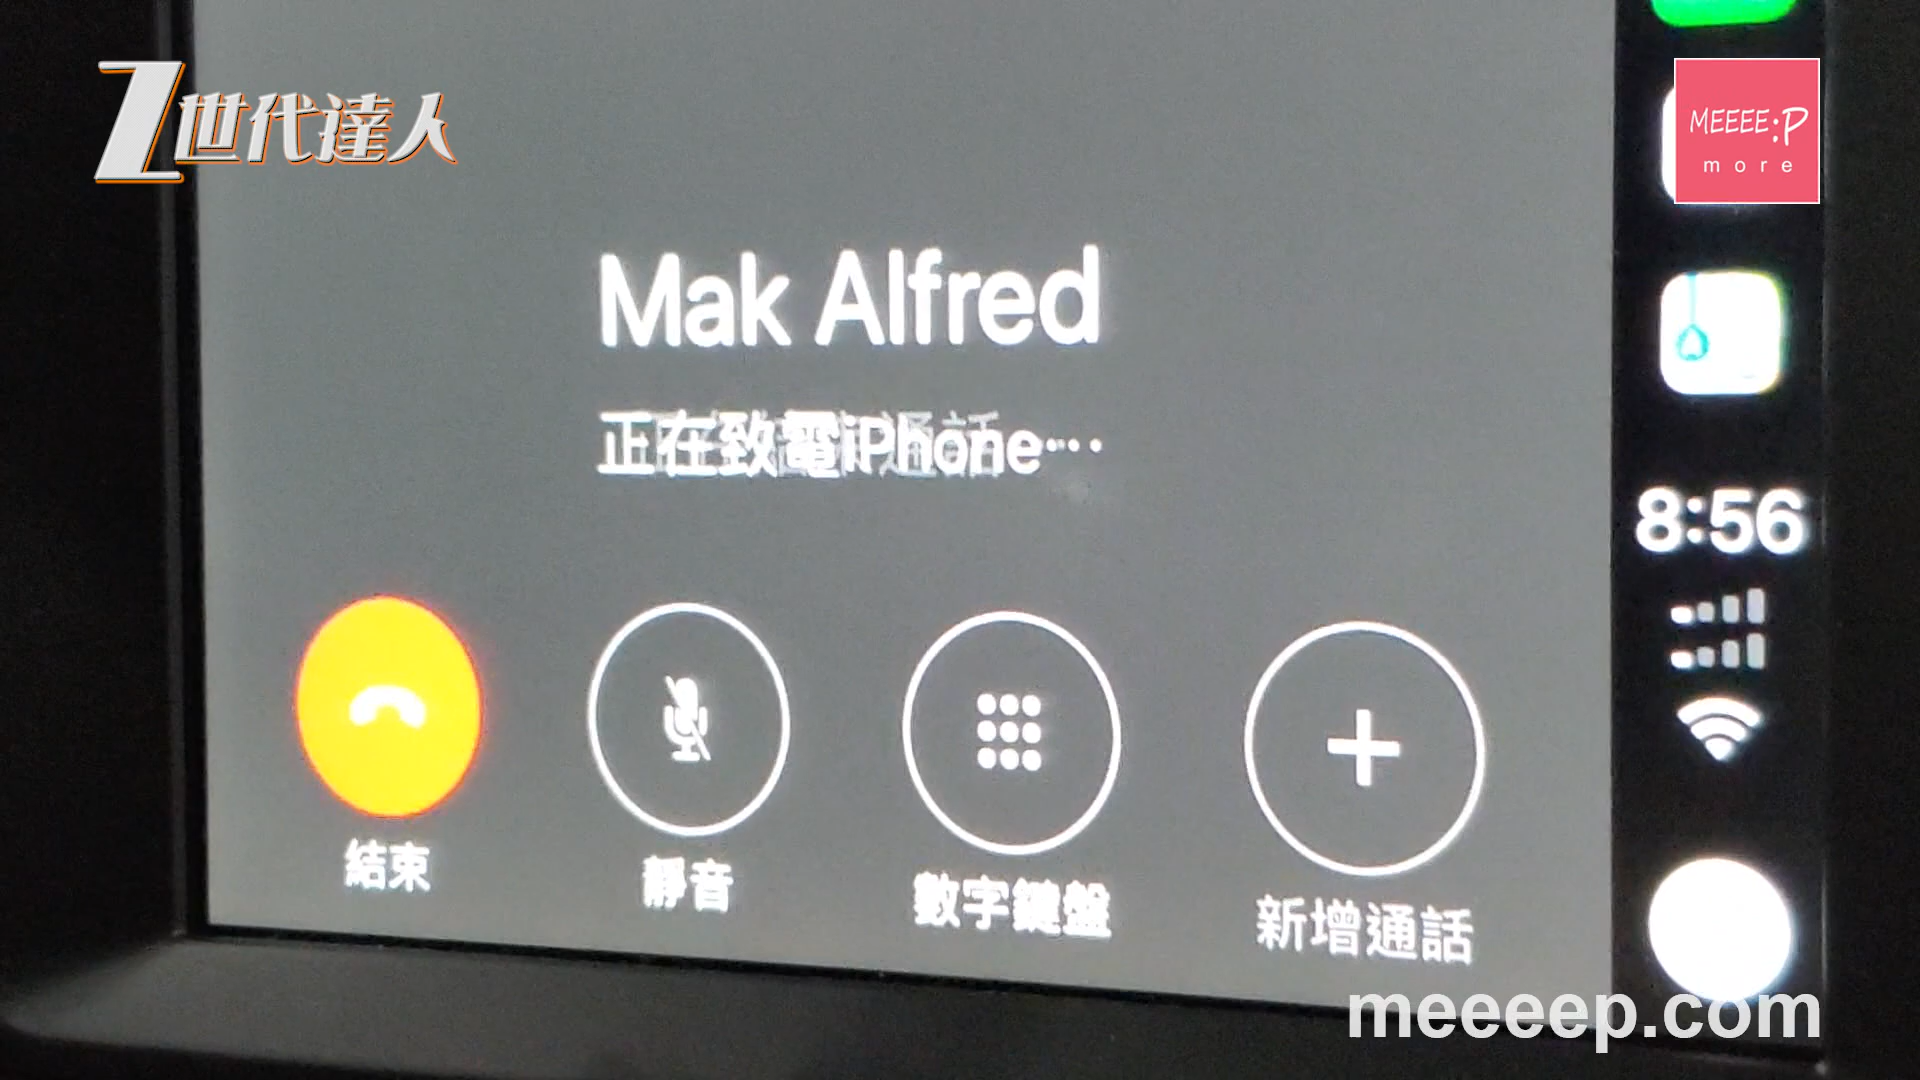 Z世代達人
MEEEE:P
more
Mak Alfred
正在致電iPhone…
8:56
結束
靜音
數字鍵盤
新增通話
meeeep.com